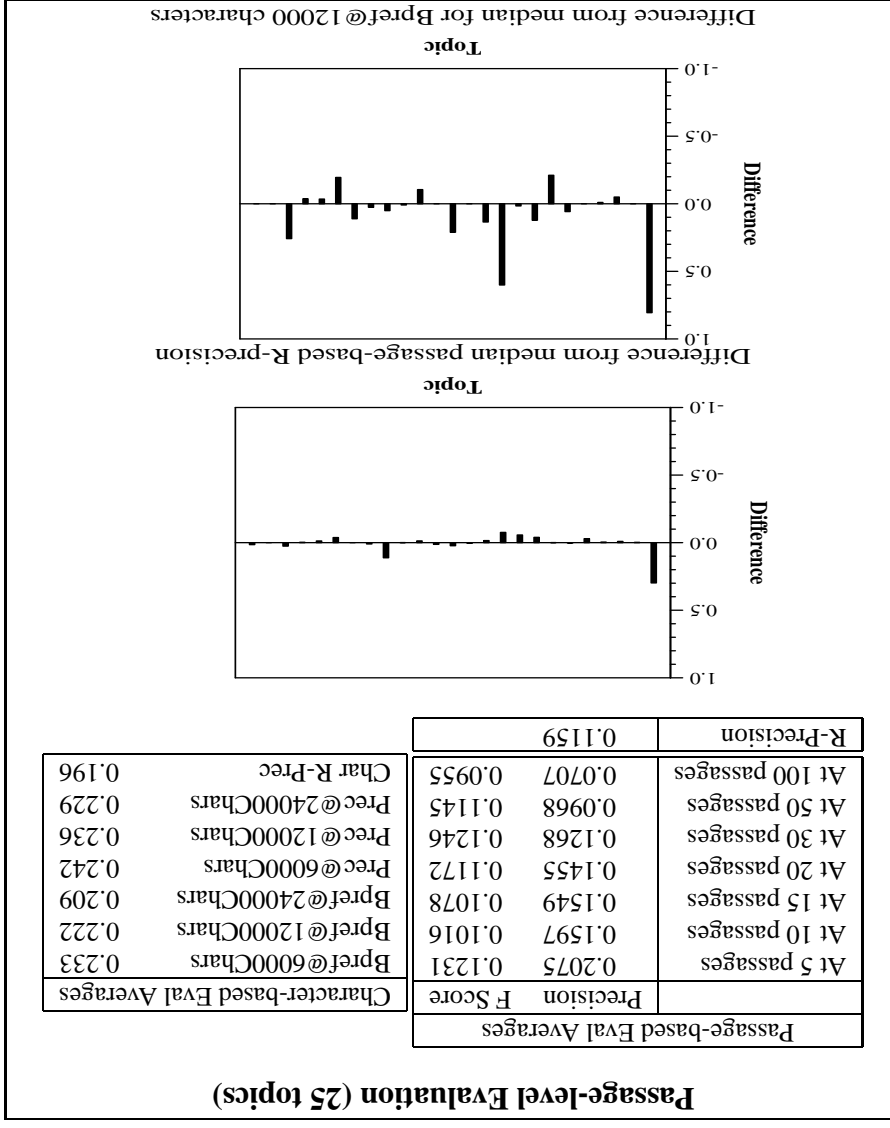 Passage-level Evaluation (25 topics)
Passage-based Eval Averages
Precision F Score
At 5 passages 0.2075 0.1231
At 10 passages 0.1597 0.1016
At 15 passages 0.1549 0.1078
At 20 passages 0.1455 0.1172
At 30 passages 0.1268 0.1246
At 50 passages 0.0968 0.1145
At 100 passages 0.0707 0.0955
R-Precision 0.1159
Character-based Eval Averages
Bpref@6000Chars 0.233
Bpref@12000Chars 0.222
Bpref@24000Chars 0.209
Prec@6000Chars 0.242
Prec@12000Chars 0.236
Prec@24000Chars 0.229
Char R-Prec 0.196
1.0
0.5
0.0
-0.5
-1.0
Difference
Topic
Difference from median passage-based R-precision
1.0
0.5
0.0
-0.5
-1.0
Difference
Topic
Difference from median for Bpref@12000 characters